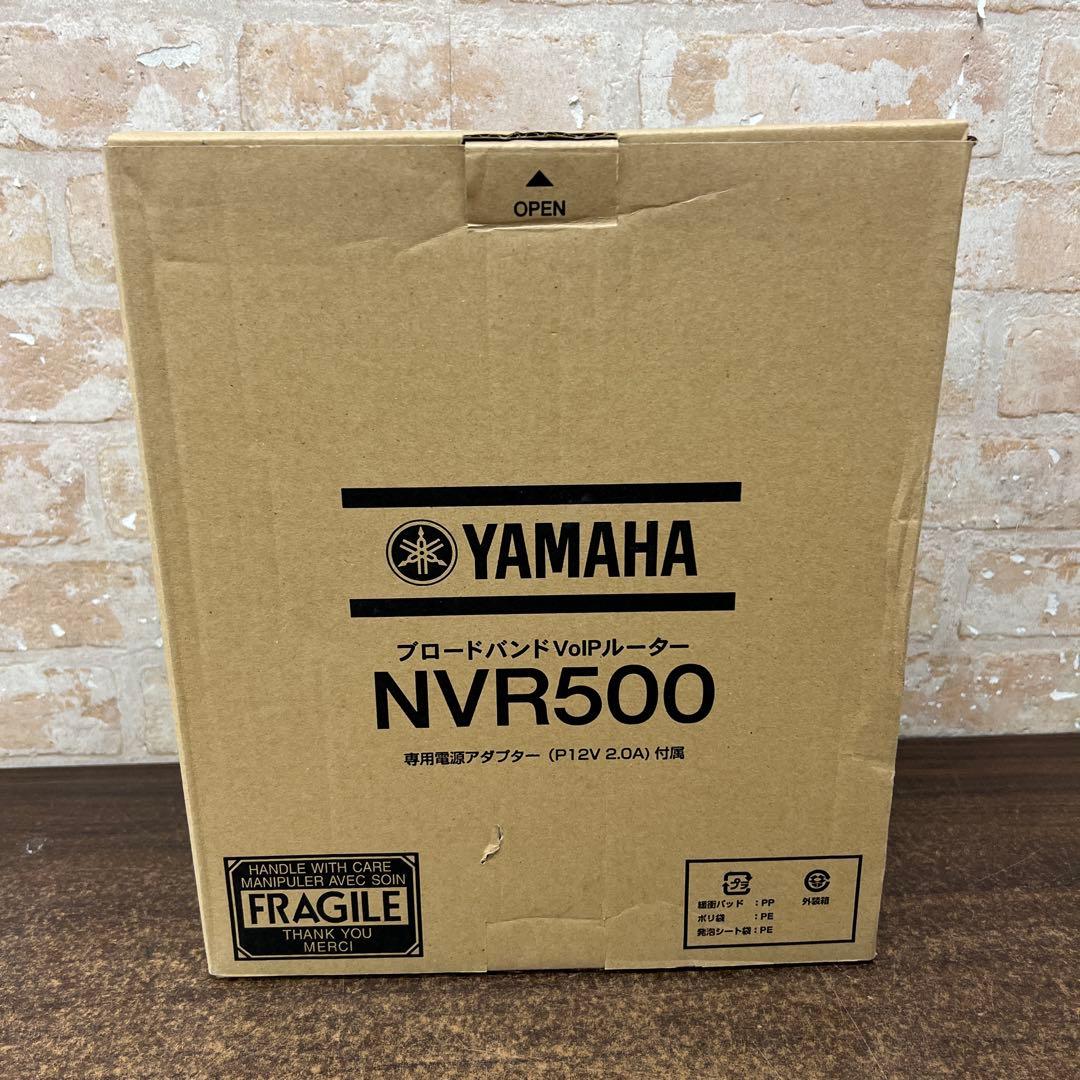 OPEN
YAMAHA
ブロードバンドVoIPルーター
NVR500
専用電源アダプター (P12V 2.0A) 付属
HANDLE WITH CARE
MANIPULER AVEC SOIN
FRAGILE
THANK YOU
MERCI
プラ
緩衝パッド :PP
ポリ袋 :PE
発泡シート袋:PE
外装箱